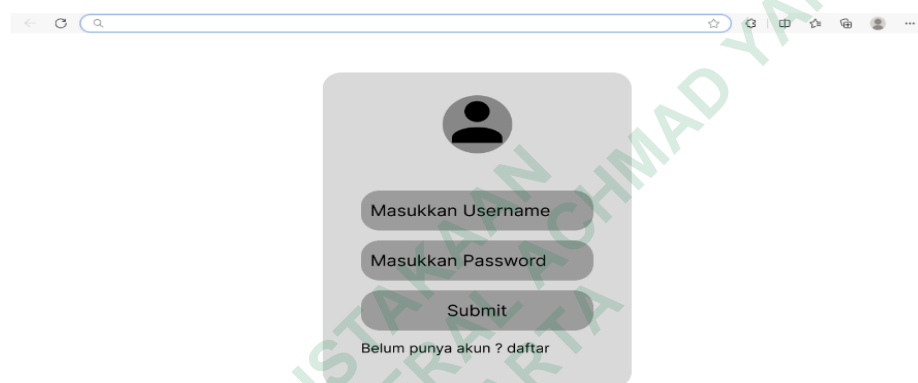 Masukkan Username
Masukkan Password
Submit
Belum punya akun ? daftar